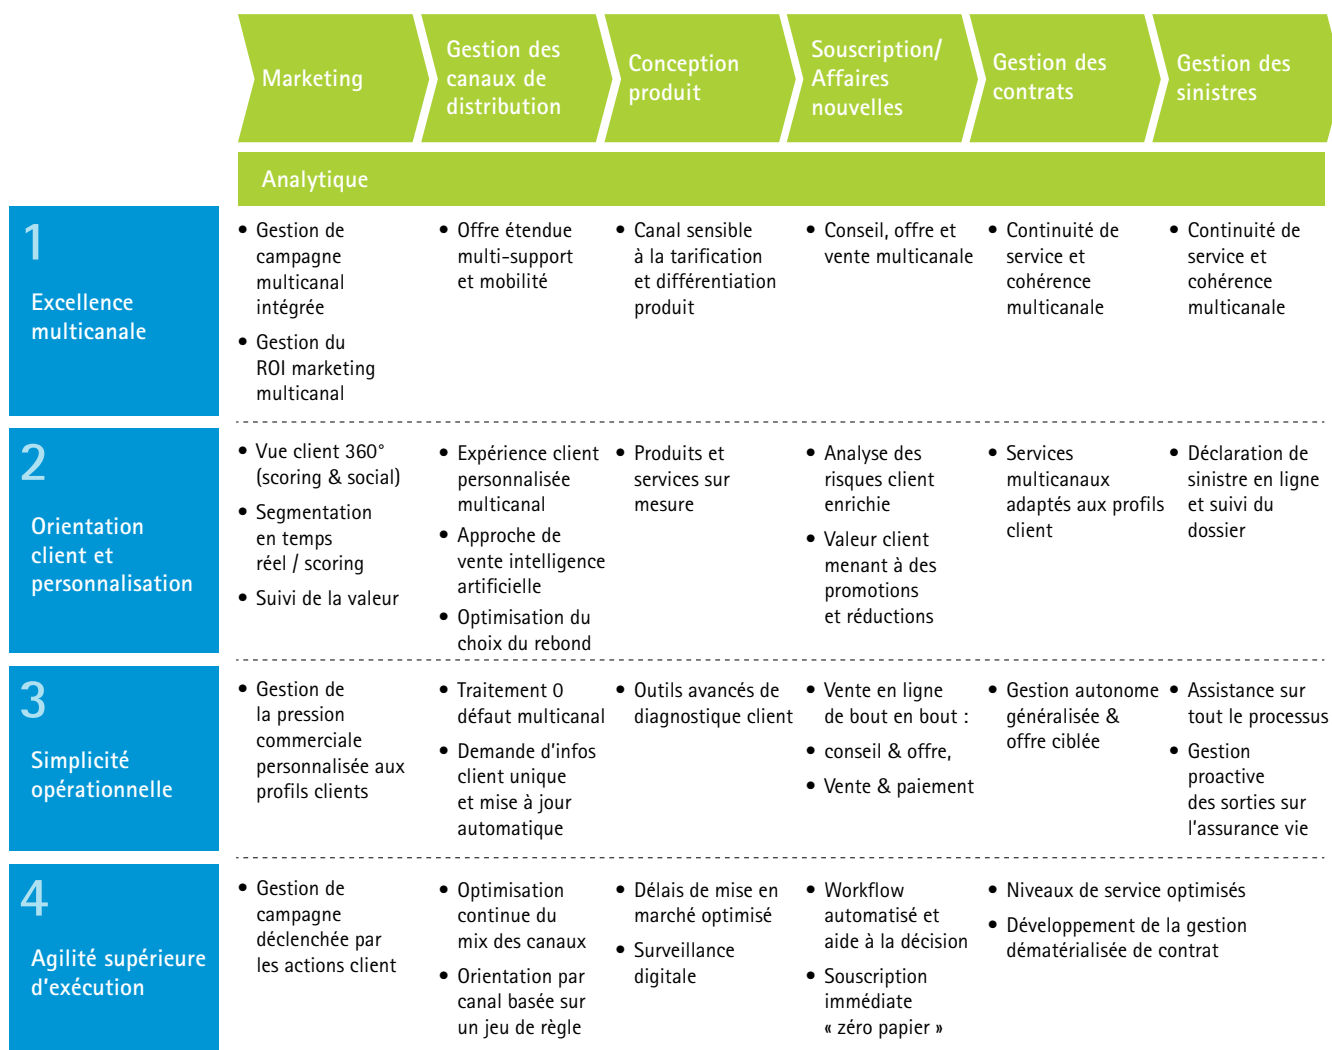 Marketing
Gestion des
canaux de
distribution
Conception
produit
Souscription/
Affaires
nouvelles
Gestion des
contrats
Gestion des
sinistres
Analytique
1
Excellence
multicanale
• Gestion de
campagne
multicanal
intégrée
• Gestion du
ROI marketing
multicanal
• Offre étendue
multi-support
et mobilité
• Canal sensible
à la tarification
et différentiation
produit
• Conseil, offre et
vente multicanale
• Continuité de
service et
cohérence
multicanale
• Continuité de
service et
cohérence
multicanale
2
Orientation
client et
personnalisation
• Vue client 360°
(scoring & social)
• Segmentation
en temps
réel / scoring
• Suivi de la valeur
• Expérience client
personnalisée
multicanal
• Approche de
vente intelligence
artificielle
• Optimisation du
choix du rebond
• Produits et
services sur
mesure
• Analyse des
risques client
enrichie
• Valeur client
menant à des
promotions
et réductions
• Services
multicanaux
adaptés aux profils
client
• Déclaration de
sinistre en ligne
et suivi du
dossier
3
Simplicité
opérationnelle
• Gestion de
la pression
commerciale
personnalisée aux
profils clients
• Traitement 0
défaut multicanal
• Demande d'infos
client unique
et mise à jour
automatique
• Outils avancés de
diagnostique client
• Vente en ligne
de bout en bout :
• conseil & offre,
• Vente & paiement
• Gestion autonome
généralisée &
offre ciblée
• Assistance sur
tout le processus
• Gestion
proactive
des sorties sur
l'assurance vie
4
Agilité supérieure
d'exécution
• Gestion de
campagne
déclenchée par
les actions client
• Optimisation
continue du
mix des canaux
• Orientation par
canal basée sur
un jeu de règle
• Délais de mise en
marché optimisé
• Surveillance
digitale
• Workflow
automatisé et
aide à la décision
• Souscription
immédiate
« zéro papier »
• Niveaux de service optimisés
• Développement de la gestion
dématérialisée de contrat